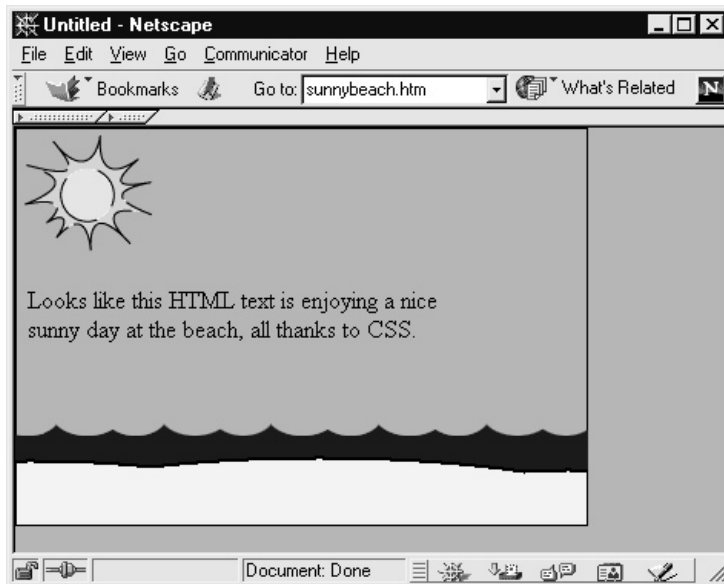 Untitled - Netscape
File Edit View Go Communicator Help
Bookmarks Go to: sunnybeach.htm What's Related N
Looks like this HTML text is enjoying a nice
sunny day at the beach, all thanks to CSS.
Document: Done